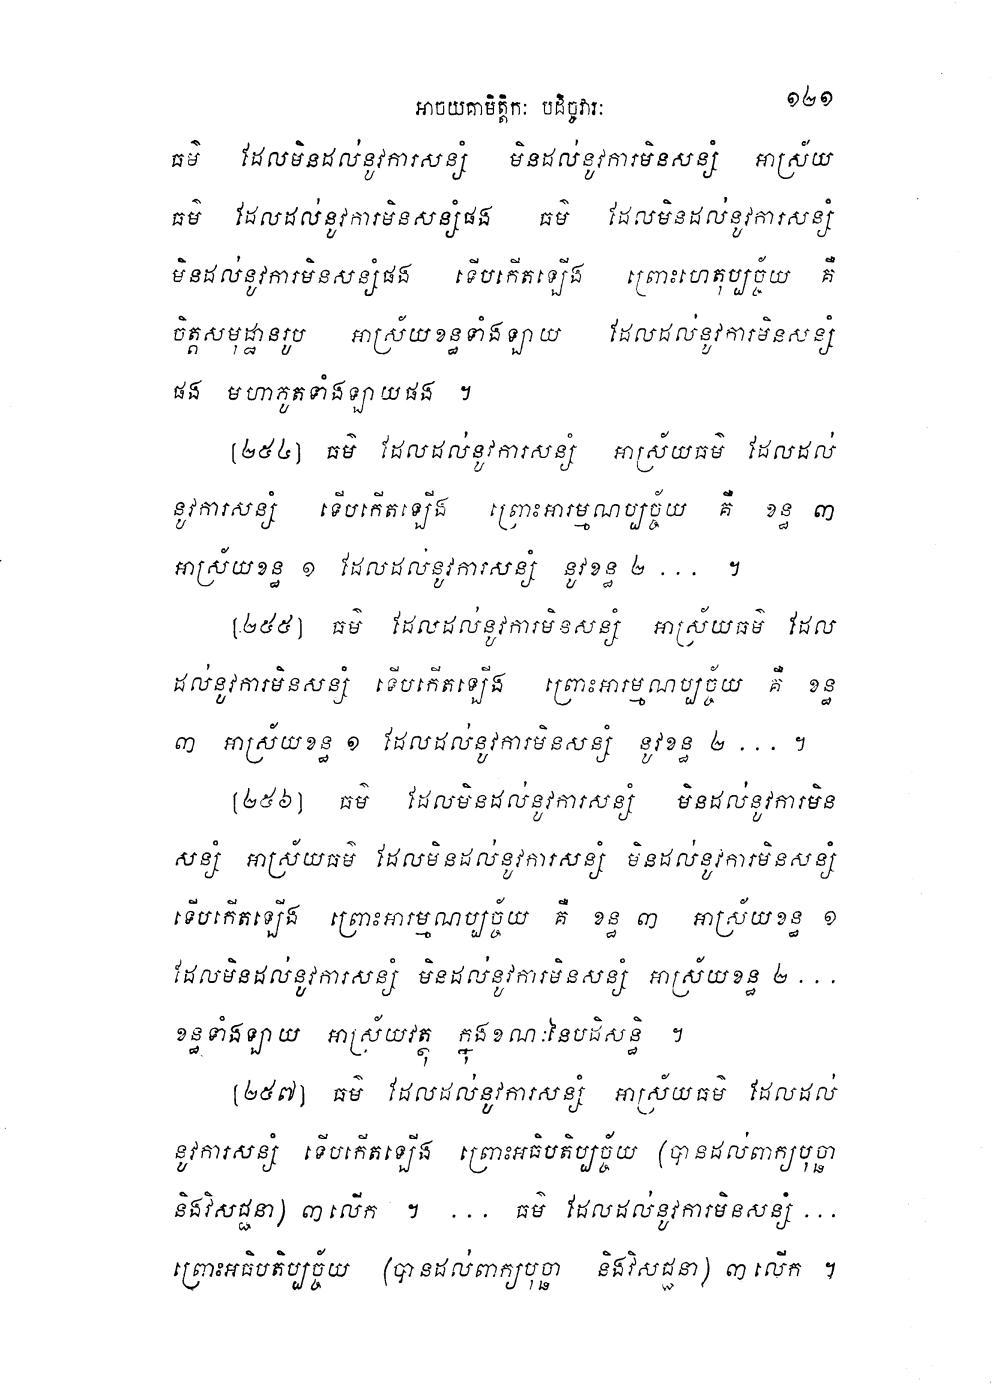 អាចយគាមិត្តិកៈ បដិច្ចវារៈ ១២១
ធម៌ ដែលមិនដល់នូវការសន្សំ មិនដល់នូវការមិនសន្សំ អាស្រ័យ
ធម៌ ដែលដល់នូវការមិនសន្សំផង ធម៌ ដែលមិនដល់នូវការសន្សំ
មិនដល់នូវការមិនសន្សំផង ទើបកើតឡើង ព្រោះហេតុប្បច្ច័យ គឺ
ចិត្តសមុដ្ឋានរូប អាស្រ័យខន្ធទាំងឡាយ ដែលដល់នូវការមិនសន្សំ
ផង មហាភូតទាំងឡាយផង ។
[២៥៤] ធម៌ ដែលដល់នូវការសន្សំ អាស្រ័យធម៌ ដែលដល់
នូវការសន្សំ ទើបកើតឡើង ព្រោះអារម្មណប្បច្ច័យ គឺ ខន្ធ ៣
អាស្រ័យខន្ធ ១ ដែលដល់នូវការសន្សំ នូវខន្ធ ២ ... ។
[២៥៥] ធម៌ ដែលដល់នូវការមិនសន្សំ អាស្រ័យធម៌ ដែល
ដល់នូវការមិនសន្សំ ទើបកើតឡើង ព្រោះអារម្មណប្បច្ច័យ គឺ ខន្ធ
៣ អាស្រ័យខន្ធ ១ ដែលដល់នូវការមិនសន្សំ នូវខន្ធ ២ ... ។
[២៥៦] ធម៌ ដែលមិនដល់នូវការសន្សំ មិនដល់នូវការមិន
សន្សំ អាស្រ័យធម៌ ដែលមិនដល់នូវការសន្សំ មិនដល់នូវការមិនសន្សំ
ទើបកើតឡើង ព្រោះអារម្មណប្បច្ច័យ គឺ ខន្ធ ៣ អាស្រ័យខន្ធ ១
ដែលមិនដល់នូវការសន្សំ មិនដល់នូវការមិនសន្សំ អាស្រ័យខន្ធ ២ ...
ខន្ធទាំងឡាយ អាស្រ័យវត្ថុ ក្នុងខណៈនៃបដិសន្ធិ ។
[២៥៧] ធម៌ ដែលដល់នូវការសន្សំ អាស្រ័យធម៌ ដែលដល់
នូវការសន្សំ ទើបកើតឡើង ព្រោះអធិបតិប្បច្ច័យ (បានដល់ពាក្យបុច្ឆា
និងវិសជ្ជនា) ៣ លើក ។ ... ធម៌ ដែលដល់នូវការមិនសន្សំ ...
ព្រោះអធិបតិប្បច្ច័យ (បានដល់ពាក្យបុច្ឆា និងវិសជ្ជនា) ៣ លើក ។